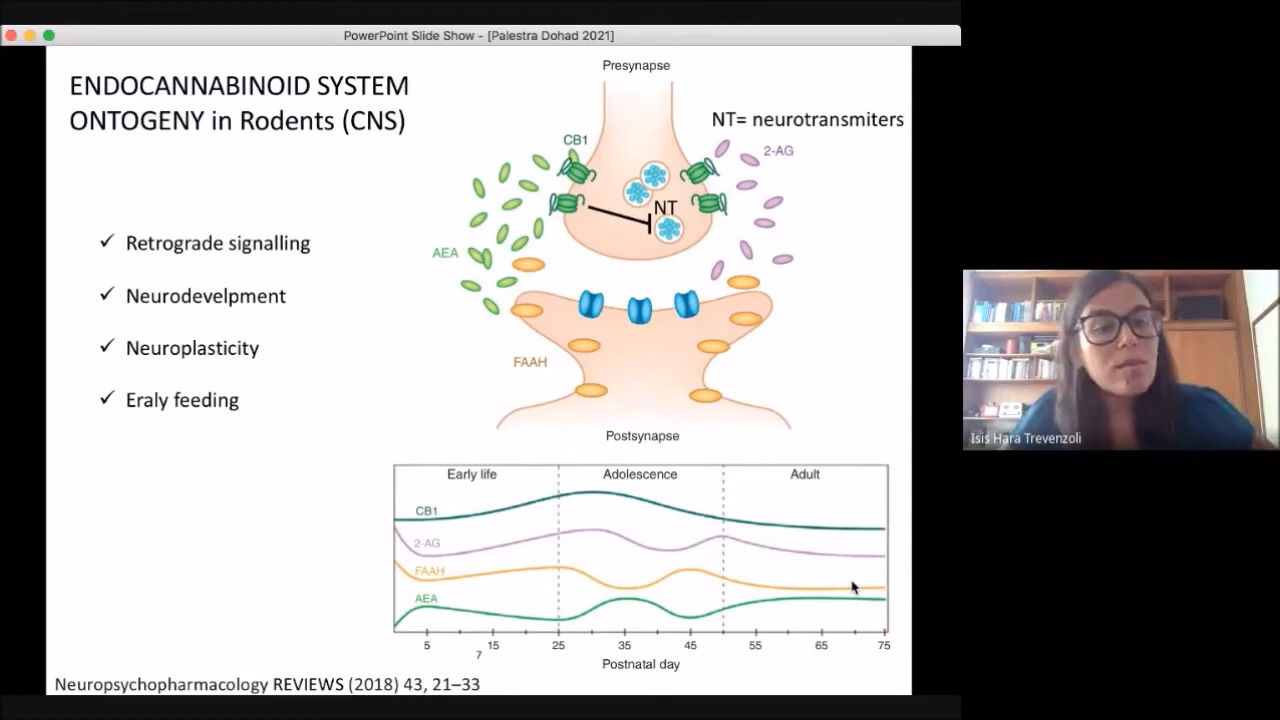 PowerPoint Slide Show - [Palestra Dohad 2021]
ENDOCANNABINOID SYSTEM
ONTOGENY in Rodents (CNS)
Presynapse
NT= neurotransmiters
CB1
2-AG
NT
AEA
FAAH
Postsynapse
✓ Retrograde signalling
✓ Neurodevelpment
✓ Neuroplasticity
✓ Eraly feeding
Early life
Adolescence
Adult
CB1
2-AG
FAAH
AEA
5 15 25 35 45 55 65 75
7
Postnatal day
Neuropsychopharmacology REVIEWS (2018) 43, 21–33
Isis Hara Trevenzoli